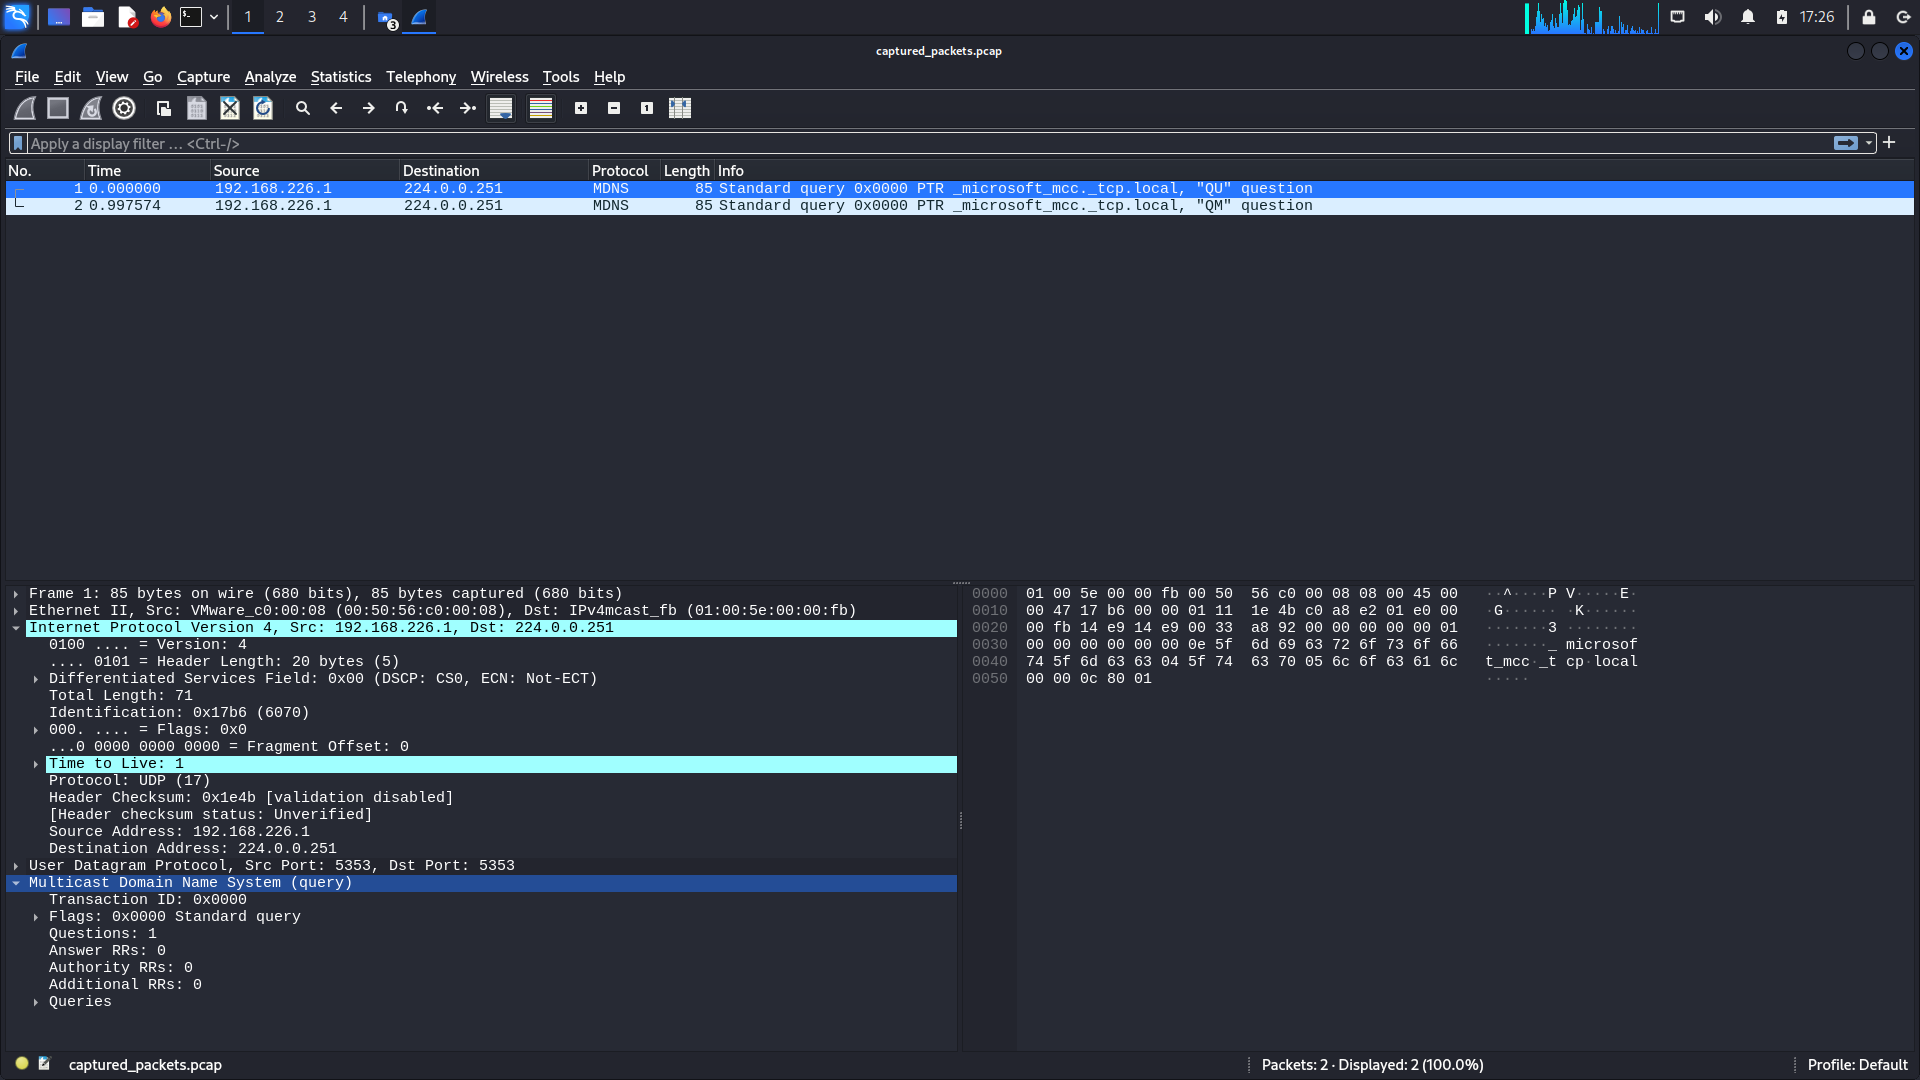 1 2 3 4 3 17:26
captured_packets.pcap
File Edit View Go Capture Analyze Statistics Telephony Wireless Tools Help
Apply a display filter … <Ctrl-/>
No. Time Source Destination Protocol Length Info
1 0.000000 192.168.226.1 224.0.0.251 MDNS 85 Standard query 0x0000 PTR _microsoft_mcc._tcp.local, "QU" question
2 0.997574 192.168.226.1 224.0.0.251 MDNS 85 Standard query 0x0000 PTR _microsoft_mcc._tcp.local, "QM" question
Frame 1: 85 bytes on wire (680 bits), 85 bytes captured (680 bits)
Ethernet II, Src: VMware_c0:00:08 (00:50:56:c0:00:08), Dst: IPv4mcast_fb (01:00:5e:00:00:fb)
Internet Protocol Version 4, Src: 192.168.226.1, Dst: 224.0.0.251
0100 .... = Version: 4
.... 0101 = Header Length: 20 bytes (5)
Differentiated Services Field: 0x00 (DSCP: CS0, ECN: Not-ECT)
Total Length: 71
Identification: 0x17b6 (6070)
000. .... = Flags: 0x0
...0 0000 0000 0000 = Fragment Offset: 0
Time to Live: 1
Protocol: UDP (17)
Header Checksum: 0x1e4b [validation disabled]
[Header checksum status: Unverified]
Source Address: 192.168.226.1
Destination Address: 224.0.0.251
User Datagram Protocol, Src Port: 5353, Dst Port: 5353
Multicast Domain Name System (query)
Transaction ID: 0x0000
Flags: 0x0000 Standard query
Questions: 1
Answer RRs: 0
Authority RRs: 0
Additional RRs: 0
Queries
0000 01 00 5e 00 00 fb 00 50 56 c0 00 08 08 00 45 00 ··^····P V·····E·
0010 00 47 17 b6 00 00 01 11 1e 4b c0 a8 e2 01 e0 00 ·G······ ·K······
0020 00 fb 14 e9 14 e9 00 33 a8 92 00 00 00 00 00 01 ·······3 ········
0030 00 00 00 00 00 00 0e 5f 6d 69 63 72 6f 73 6f 66 ·······_ microsof
0040 74 5f 6d 63 63 04 5f 74 63 70 05 6c 6f 63 61 6c t_mcc·_t cp·local
0050 00 00 0c 80 01 ·····
captured_packets.pcap Packets: 2 · Displayed: 2 (100.0%) Profile: Default